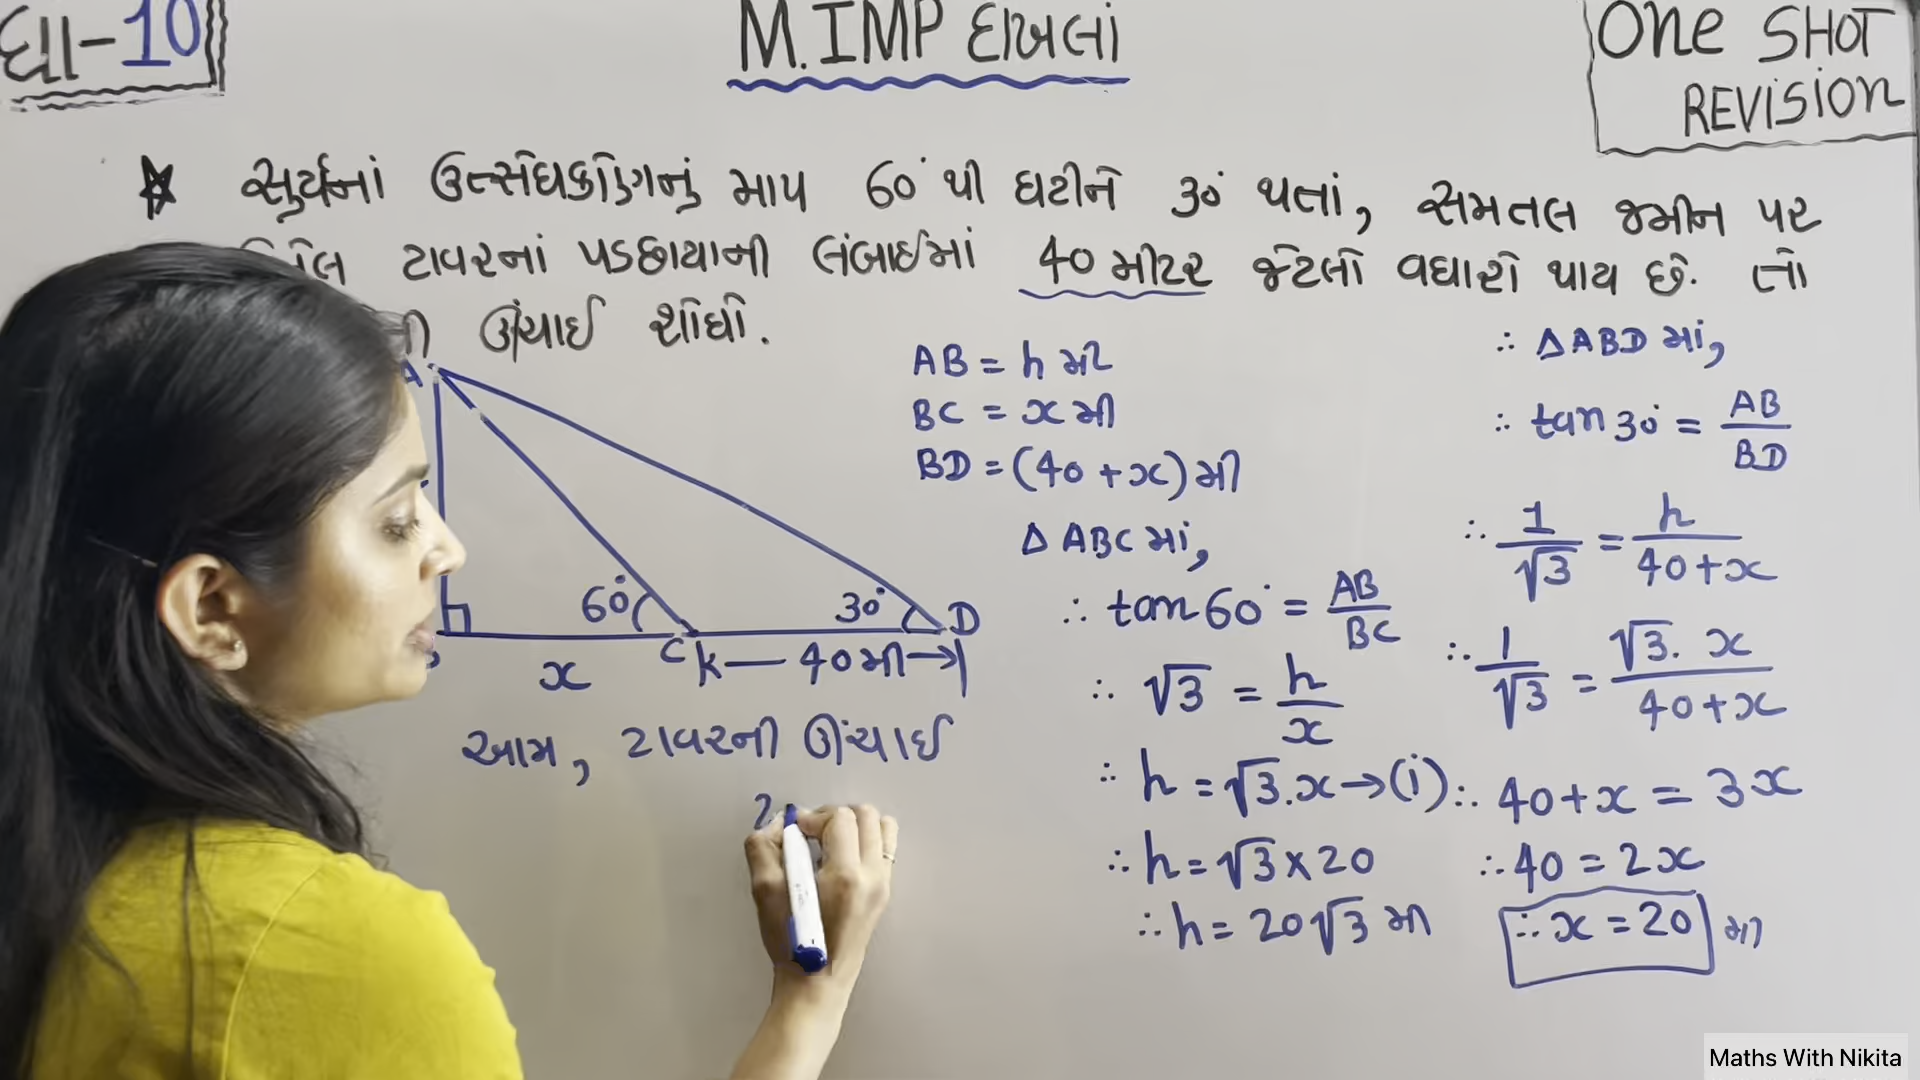 ધા-10
M.IMP દાખલાં
One SHOT
REVISION
સુર્યનાં ઉત્સેધકોણનું માપ 60° થી ઘટીને 30° થતાં, સમતલ જમીન પર
ટાવરનાં પડછાયાની લંબાઈમાં 40 મીટર જેટલો વધારો થાય છે. તો
ઊંચાઈ શોધો.
A
60°
30°
D
C
x
K— 40મી→|
આમ, ટાવરની ઊંચાઈ
2
AB = h મીટ
BC = x મી
BD = (40 + x) મી
Δ ABC માં,
∴ tan 60° = AB/BC
∴ √3 = h/x
∴ h = √3.x → (i)
∴ h = √3 × 20
∴ h = 20√3 મી
∴ Δ ABD માં,
∴ tan 30° = AB/BD
∴ 1/√3 = h/40+x
∴ 1/√3 = √3. x/40+x
∴ 40+x = 3x
∴ 40 = 2x
∴ x = 20 મી
Maths With Nikita